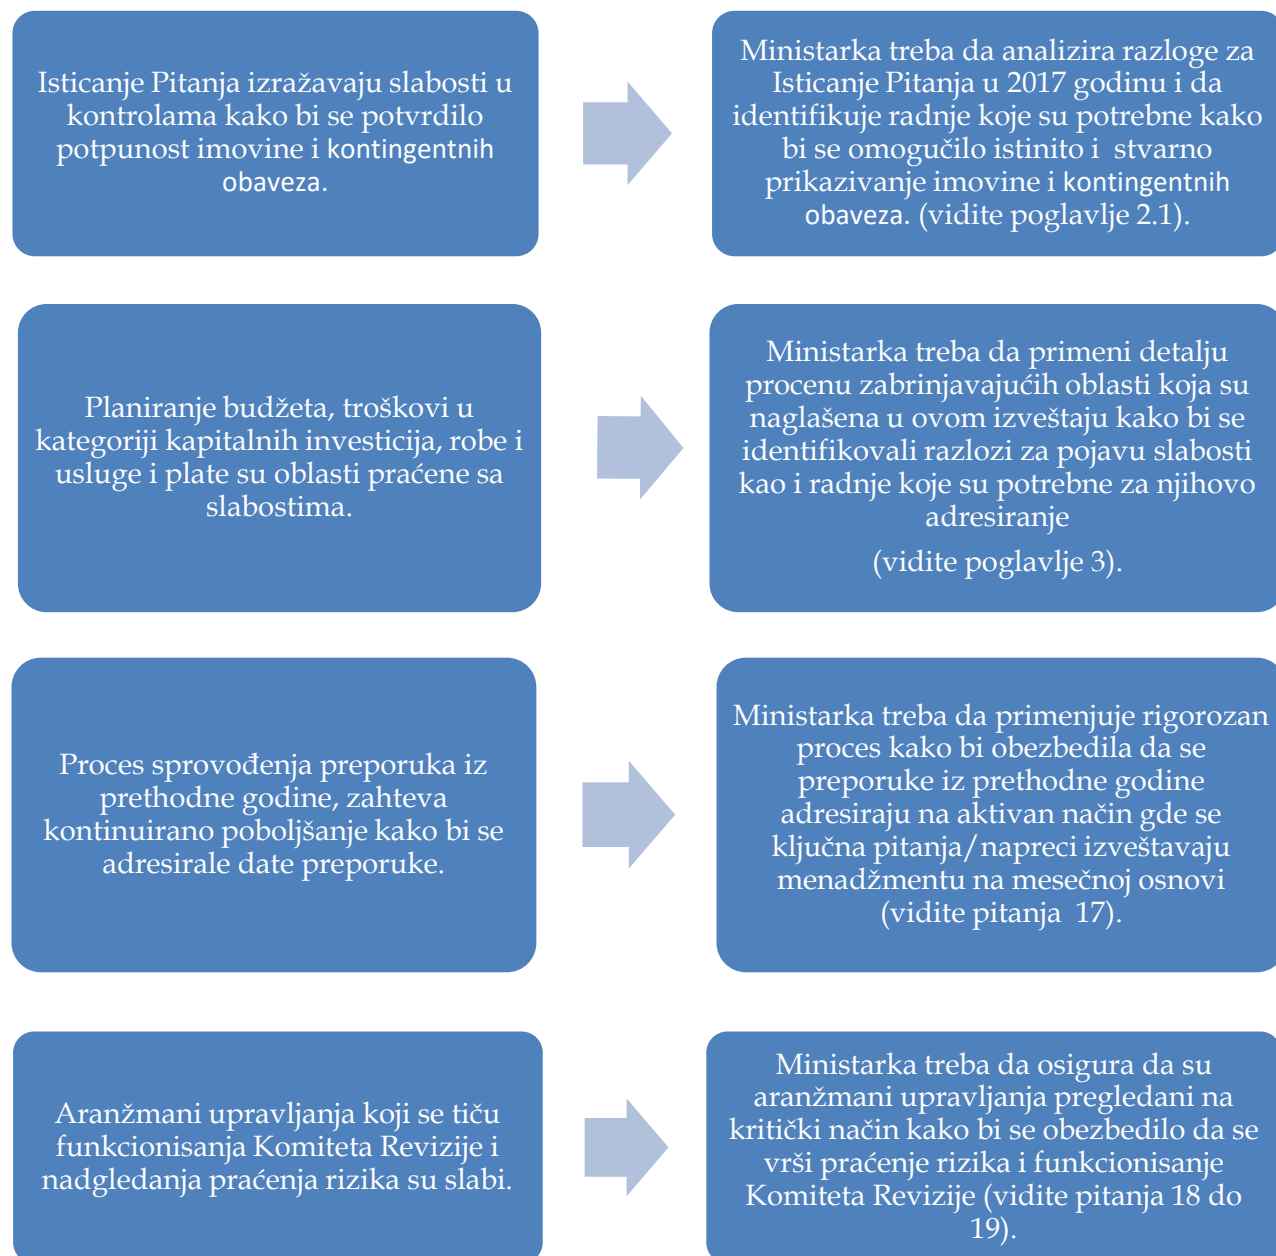 Isticanje Pitanja izražavaju slabosti u
kontrolama kako bi se potvrdilo
potpunost imovine i kontingentnih
obaveza.
Ministarka treba da analizira razloge za
Isticanje Pitanja u 2017 godinu i da
identifikuje radnje koje su potrebne kako
bi se omogučilo istinito i stvarno
prikazivanje imovine i kontingentnih
obaveza. (vidite poglavlje 2.1).
Planiranje budžeta, troškovi u
kategoriji kapitalnih investicija, robe i
usluge i plate su oblasti praćene sa
slabostima.
Ministarka treba da primeni detalju
procenu zabrinjavajućih oblasti koja su
naglašena u ovom izveštaju kako bi se
identifikovali razlozi za pojavu slabosti
kao i radnje koje su potrebne za njihovo
adresiranje
(vidite poglavlje 3).
Proces sprovođenja preporuka iz
prethodne godine, zahteva
kontinuirano poboljšanje kako bi se
adresirale date preporuke.
Ministarka treba da primenjuje rigorozan
proces kako bi obezbedila da se
preporuke iz prethodne godine
adresiraju na aktivan način gde se
ključna pitanja/napreci izveštavaju
menadžmentu na mesečnoj osnovi
(vidite pitanja 17).
Aranžmani upravljanja koji se tiču
funkcionisanja Komiteta Revizije i
nadgledanja praćenja rizika su slabi.
Ministarka treba da osigura da su
aranžmani upravljanja pregledani na
kritički način kako bi se obezbedilo da se
vrši praćenje rizika i funkcionisanje
Komiteta Revizije (vidite pitanja 18 do
19).